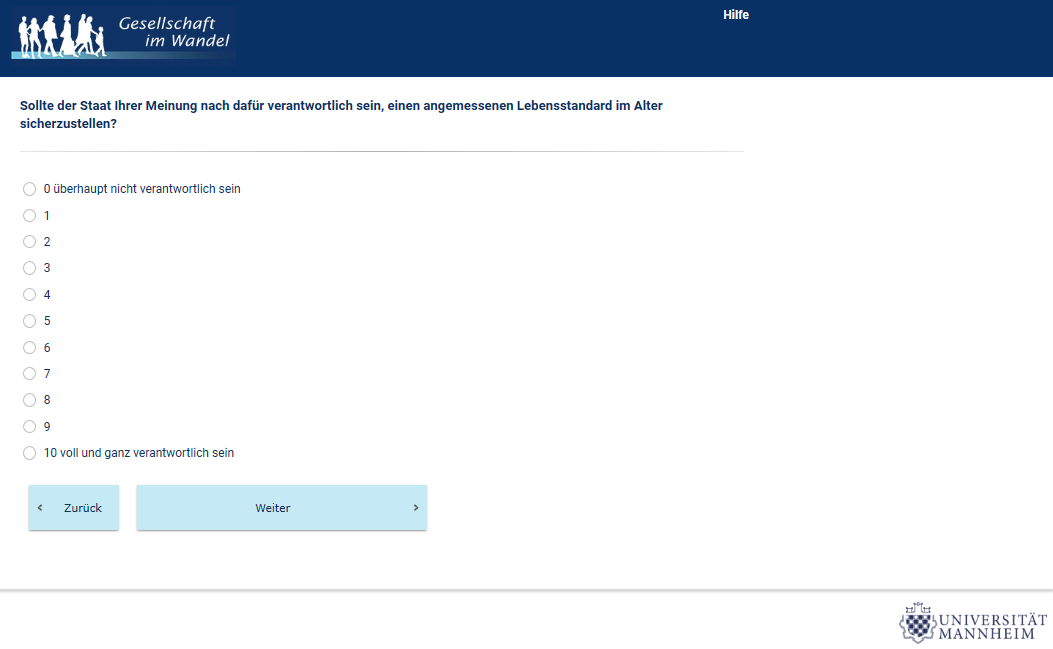 Gesellschaft
im Wandel
Hilfe
Sollte der Staat Ihrer Meinung nach dafür verantwortlich sein, einen angemessenen Lebensstandard im Alter
sicherzustellen?
0 überhaupt nicht verantwortlich sein
1
2
3
4
5
6
7
8
9
10 voll und ganz verantwortlich sein
‹ Zurück
Weiter ›
UNIVERSITÄT
MANNHEIM